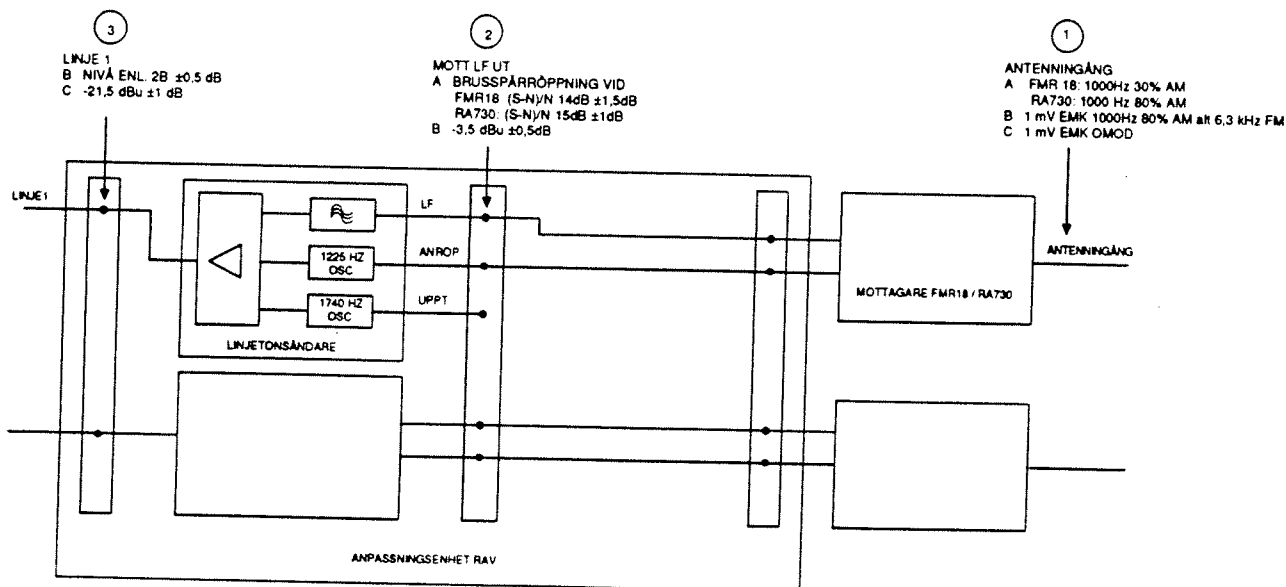 3
LINJE 1
B NIVÅ ENL. 2B ±0,5 dB
C -21,5 dBu ±1 dB
2
MOTT LF UT
A BRUSSPÄRRÖPPNING VID
FMR18 (S-N)/N 14dB ±1,5dB
RA730: (S-N)/N 15dB ±1dB
B -3,5 dBu ±0,5dB
1
ANTENNINGÅNG
A FMR 18: 1000Hz 30% AM
RA730: 1000 Hz 80% AM
B 1 mV EMK 1000Hz 80% AM alt 6,3 kHz FM
C 1 mV EMK OMOD
LINJE1
LF
1225 HZ
OSC
ANROP
1740 HZ
OSC
UPPT
LINJETONSÄNDARE
MOTTAGARE FMR18 / RA730
ANTENNINGÅNG
ANPASSNINGSENHET RAV